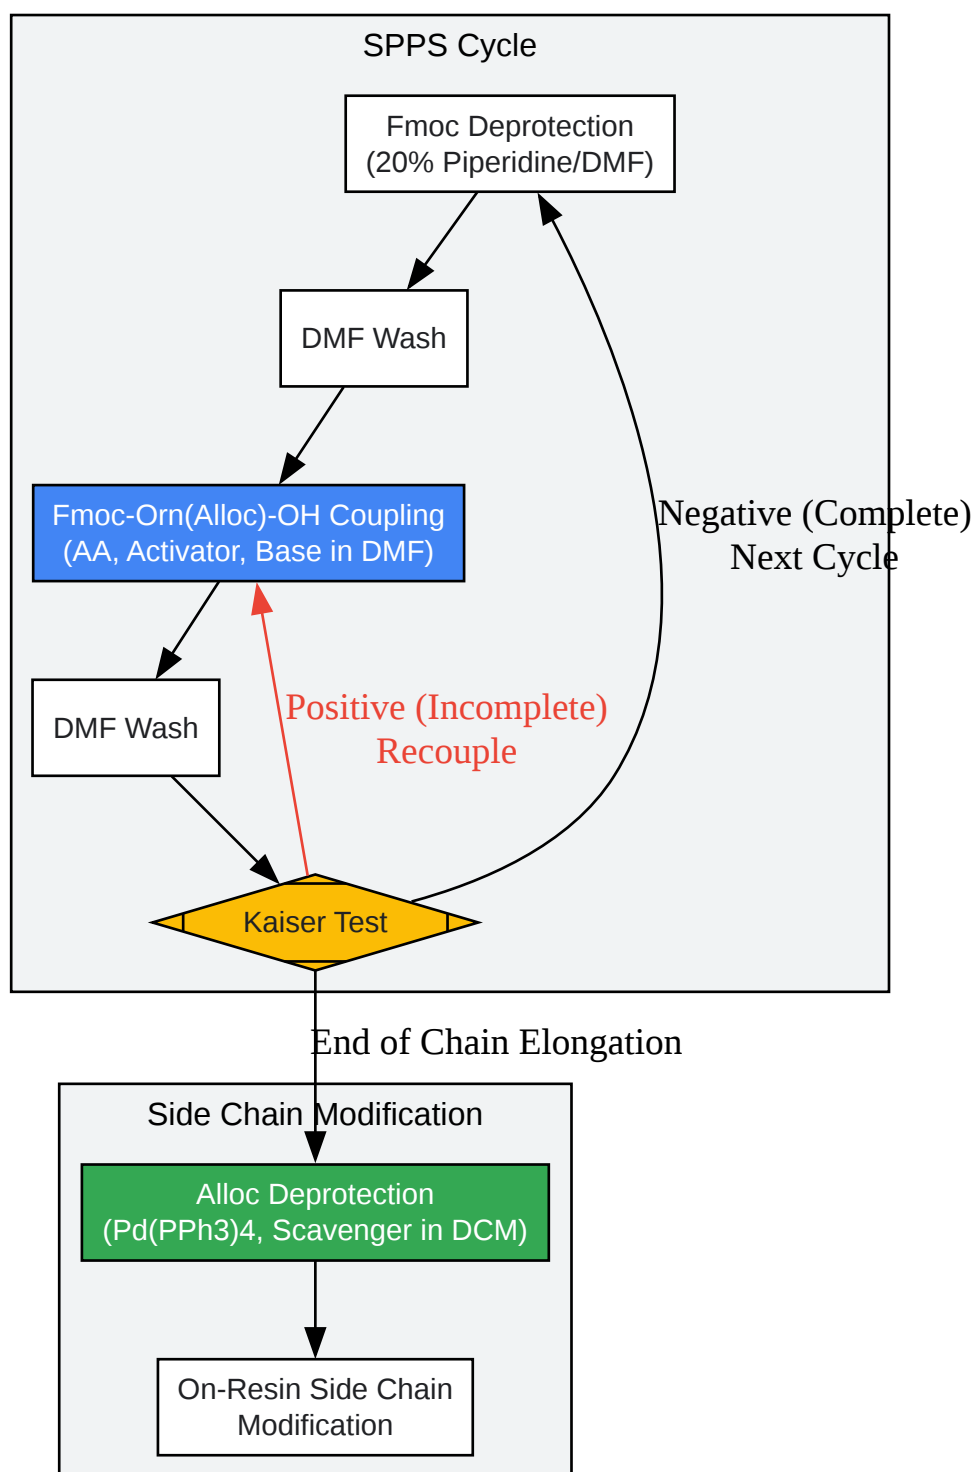 SPPS Cycle
Fmoc Deprotection
(20% Piperidine/DMF)
DMF Wash
Fmoc-Orn(Alloc)-OH Coupling
(AA, Activator, Base in DMF)
Negative (Complete)
Next Cycle
DMF Wash
Positive (Incomplete)
Recouple
Kaiser Test
End of Chain Elongation
Side Chain Modification
Alloc Deprotection
(Pd(PPh3)4, Scavenger in DCM)
On-Resin Side Chain
Modification